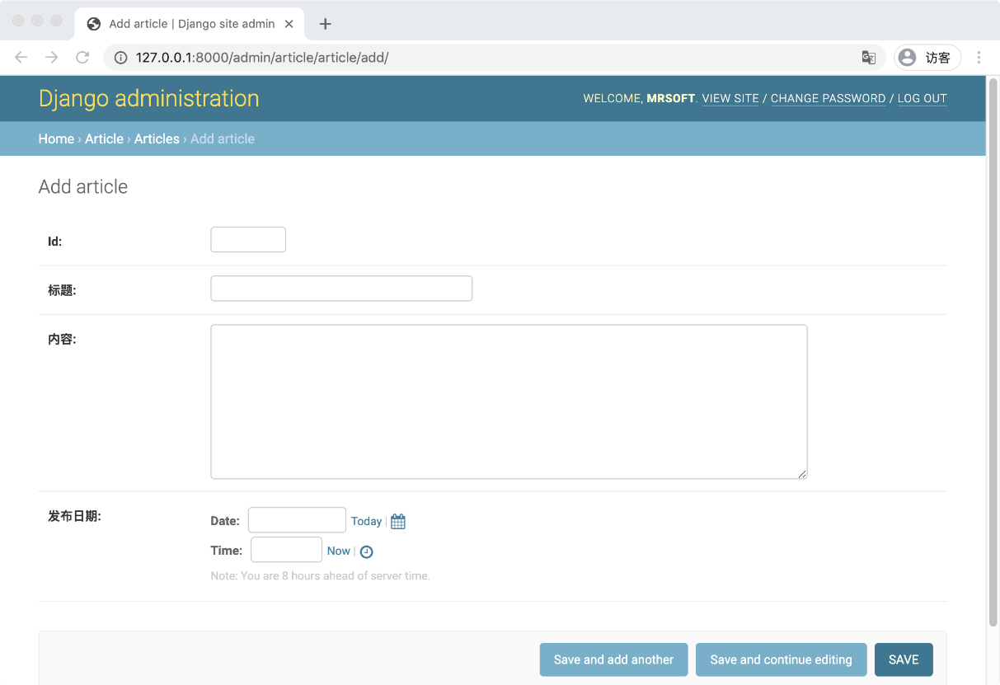 Add article | Django site admin
127.0.0.1:8000/admin/article/article/add/
访客
Django administration
WELCOME, MRSOFT. VIEW SITE / CHANGE PASSWORD / LOG OUT
Home › Article › Articles › Add article
Add article
Id:
标题:
内容:
发布日期:
Date:
Today |
Time:
Now |
Note: You are 8 hours ahead of server time.
Save and add another
Save and continue editing
SAVE